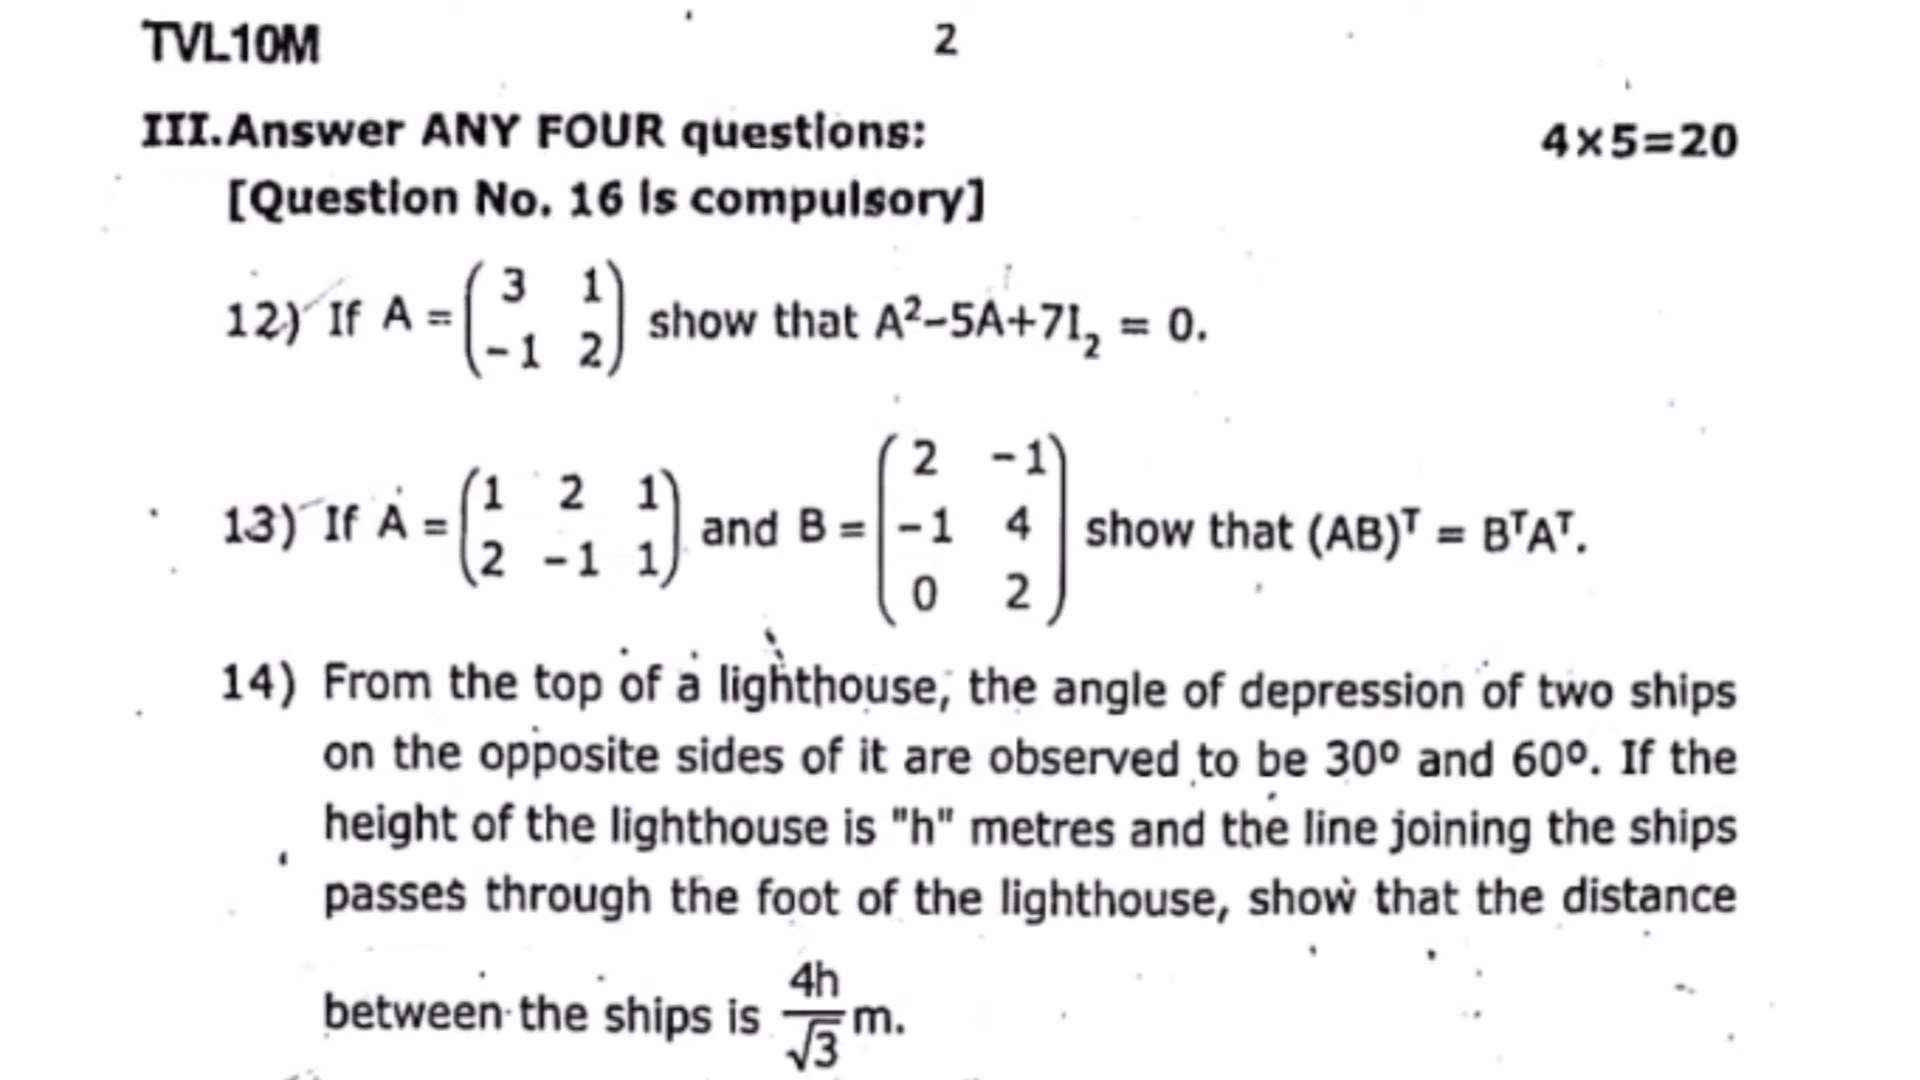 TVL10M 2
III.Answer ANY FOUR questions: 4×5=20
[Question No. 16 is compulsory]
12) If A = (3 1; -1 2) show that A²-5A+7I₂ = 0.
13) If A = (1 2 1; 2 -1 1) and B = (2 -1; -1 4; 0 2) show that (AB)ᵀ = BᵀAᵀ.
14) From the top of a lighthouse, the angle of depression of two ships
on the opposite sides of it are observed to be 30º and 60º. If the
height of the lighthouse is "h" metres and the line joining the ships
passes through the foot of the lighthouse, show that the distance
between the ships is 4h/√3 m.